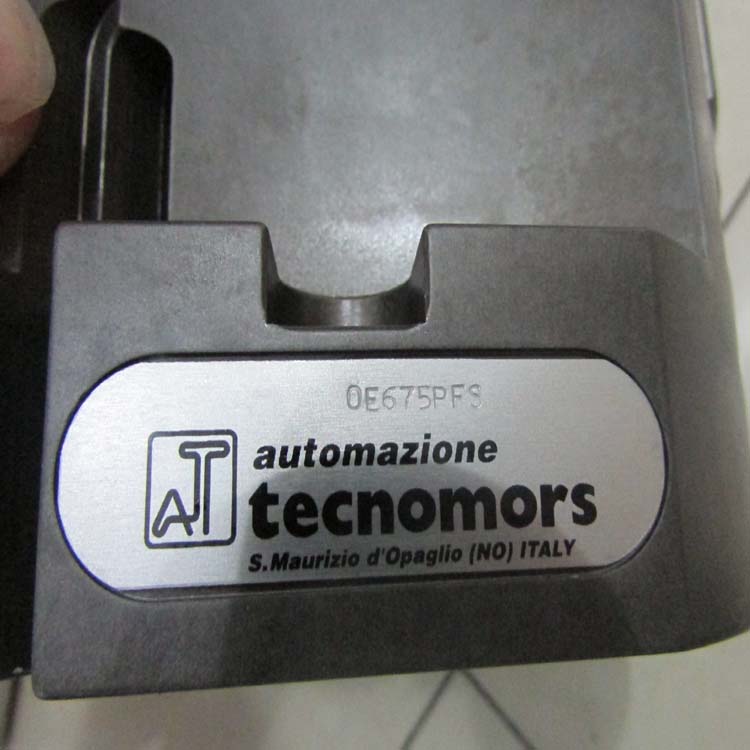 0E675PFS
AT
automazione
tecnomors
S.Maurizio d'Opaglio (NO) ITALY